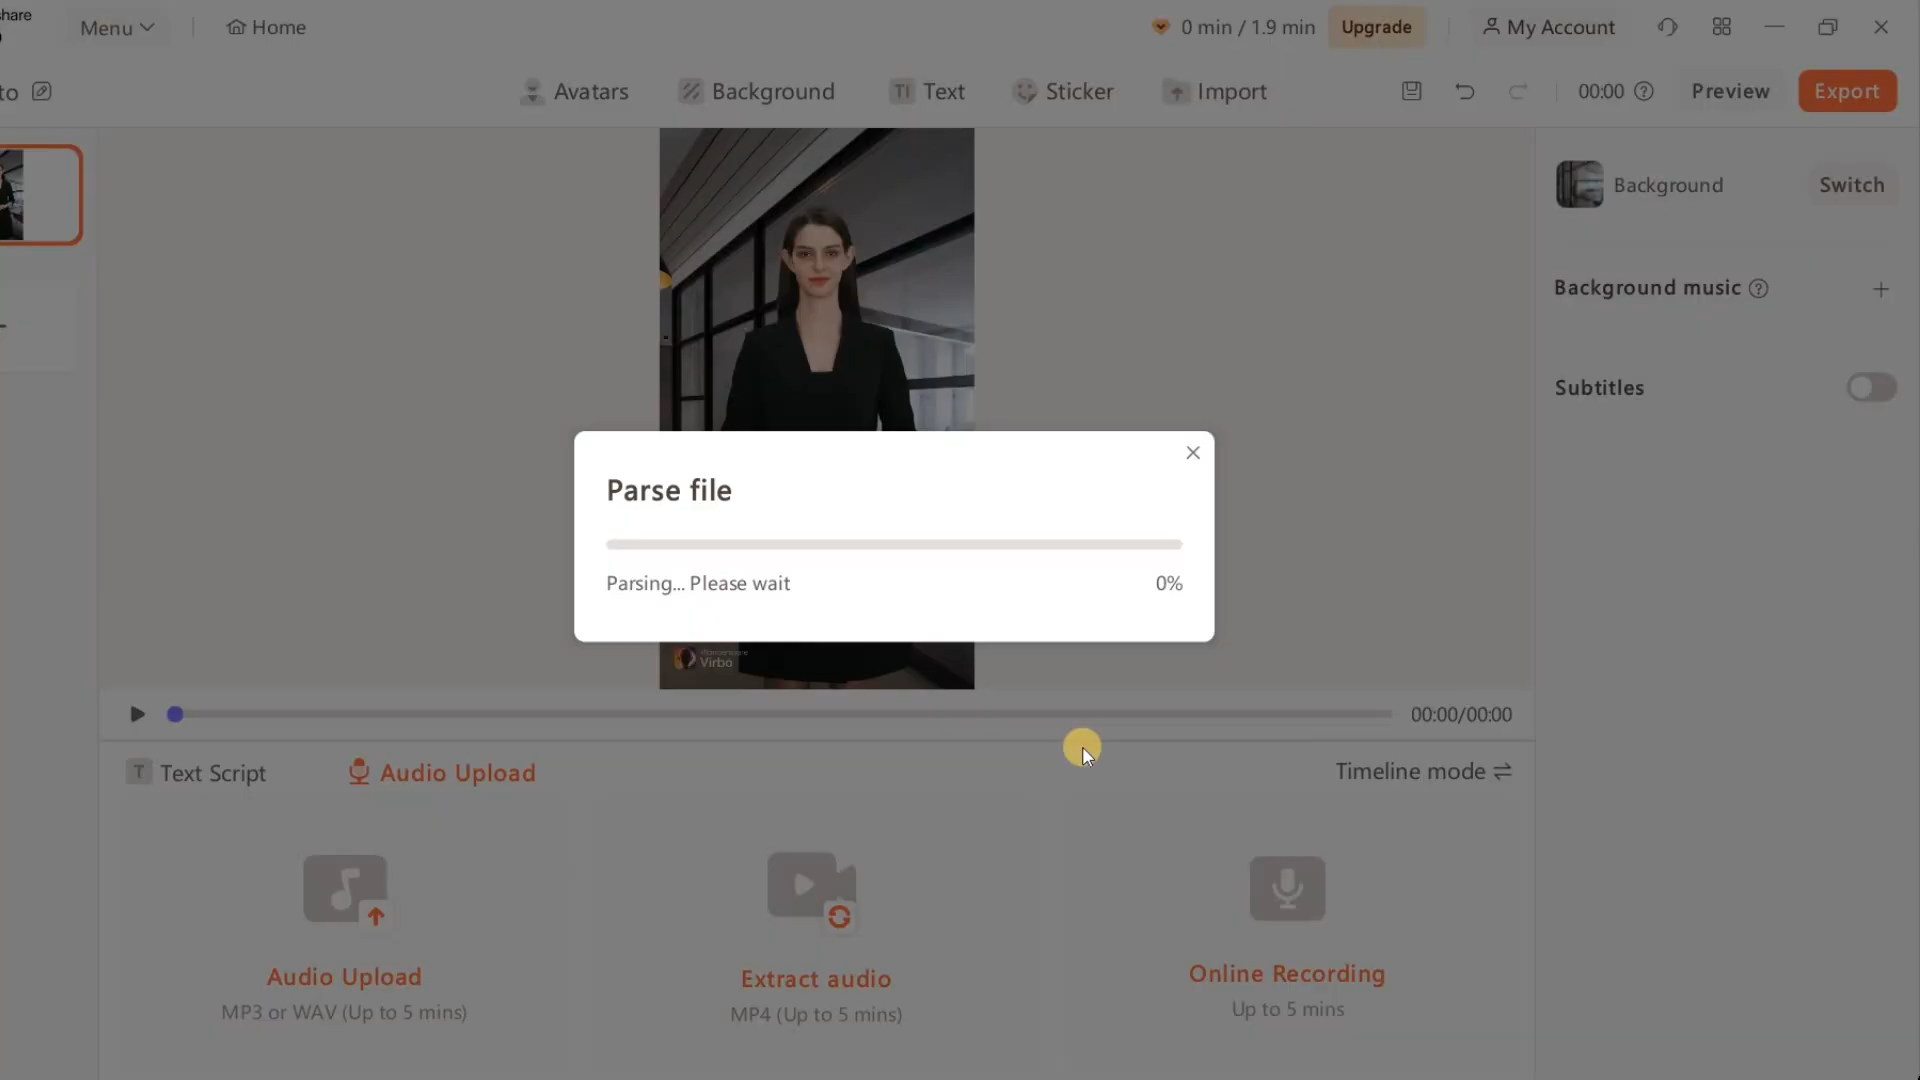 share
Menu
Home
0 min / 1.9 min
Upgrade
My Account
to
Avatars
Background
TI
Text
Sticker
Import
00:00
Preview
Export
Background
Switch
Background music
Subtitles
Parse file
Parsing... Please wait
0%
Wondershare
Virbo
00:00/00:00
T
Text Script
Audio Upload
Timeline mode
Audio Upload
MP3 or WAV (Up to 5 mins)
Extract audio
MP4 (Up to 5 mins)
Online Recording
Up to 5 mins